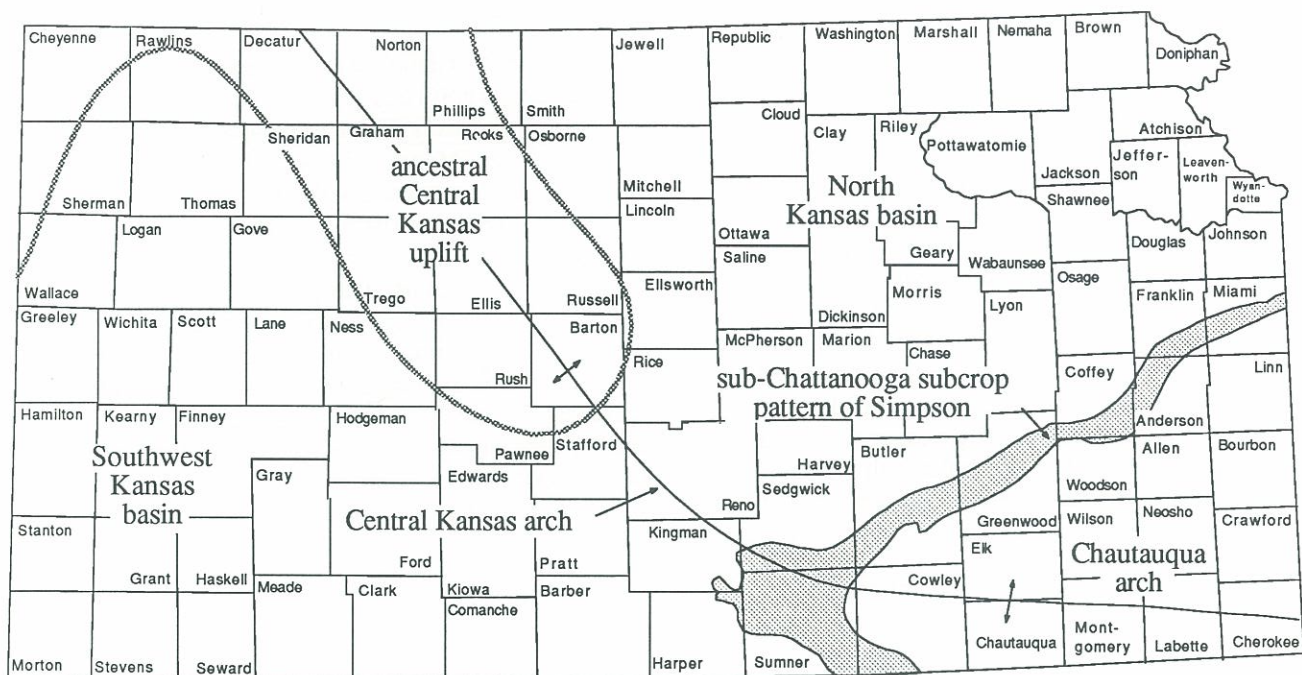 Cheyenne
Rawlins
Decatur
Norton
Phillips
Smith
Jewell
Republic
Washington
Marshall
Nemaha
Brown
Doniphan
Sherman
Thomas
Sheridan
Graham
Rooks
Osborne
Mitchell
Cloud
Clay
Riley
Pottawatomie
Jackson
Atchison
Jeffer-
son
Leaven-
worth
Wyan-
dotte
ancestral
Central
Kansas
uplift
North
Kansas basin
Wallace
Logan
Gove
Trego
Ellis
Russell
Lincoln
Ellsworth
Ottawa
Saline
Dickinson
Geary
Wabaunsee
Shawnee
Osage
Douglas
Johnson
Morris
Lyon
Franklin
Miami
Greeley
Wichita
Scott
Lane
Ness
Rush
Barton
Rice
McPherson
Marion
Chase
Coffey
Anderson
Linn
sub-Chattanooga subcrop
pattern of Simpson
Hamilton
Kearny
Finney
Hodgeman
Pawnee
Stafford
Edwards
Gray
Ford
Reno
Harvey
Sedgwick
Butler
Greenwood
Woodson
Allen
Bourbon
Southwest
Kansas
basin
Central Kansas arch
Stanton
Grant
Haskell
Meade
Clark
Kiowa
Comanche
Pratt
Barber
Kingman
Harper
Sumner
Cowley
Elk
Chautauqua
Wilson
Neosho
Crawford
Chautauqua
arch
Mont-
gomery
Labette
Cherokee
Morton
Stevens
Seward